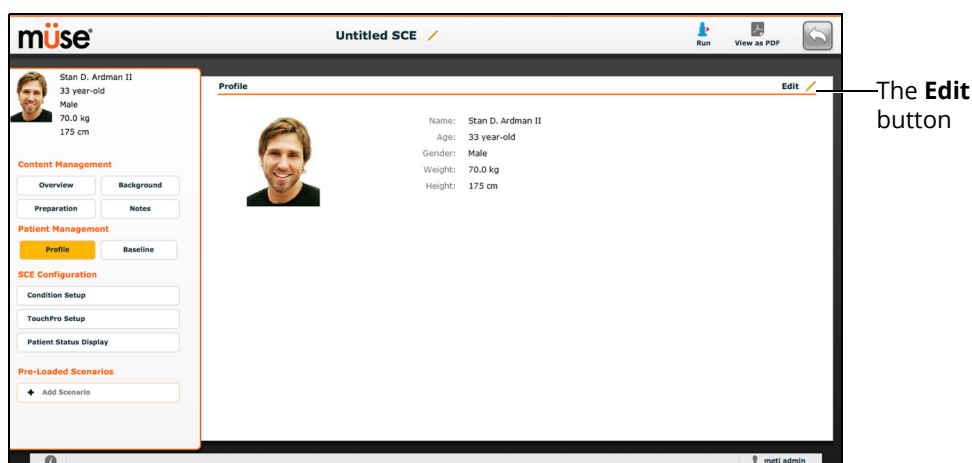 müse®
Untitled SCE
Run
View as PDF
Stan D. Ardman II
33 year-old
Male
70.0 kg
175 cm
Content Management
Overview
Background
Preparation
Notes
Patient Management
Profile
Baseline
SCE Configuration
Condition Setup
TouchPro Setup
Patient Status Display
Pre-Loaded Scenarios
+ Add Scenario
Profile
Edit
Name: Stan D. Ardman II
Age: 33 year-old
Gender: Male
Weight: 70.0 kg
Height: 175 cm
The Edit
button
i
meti admin